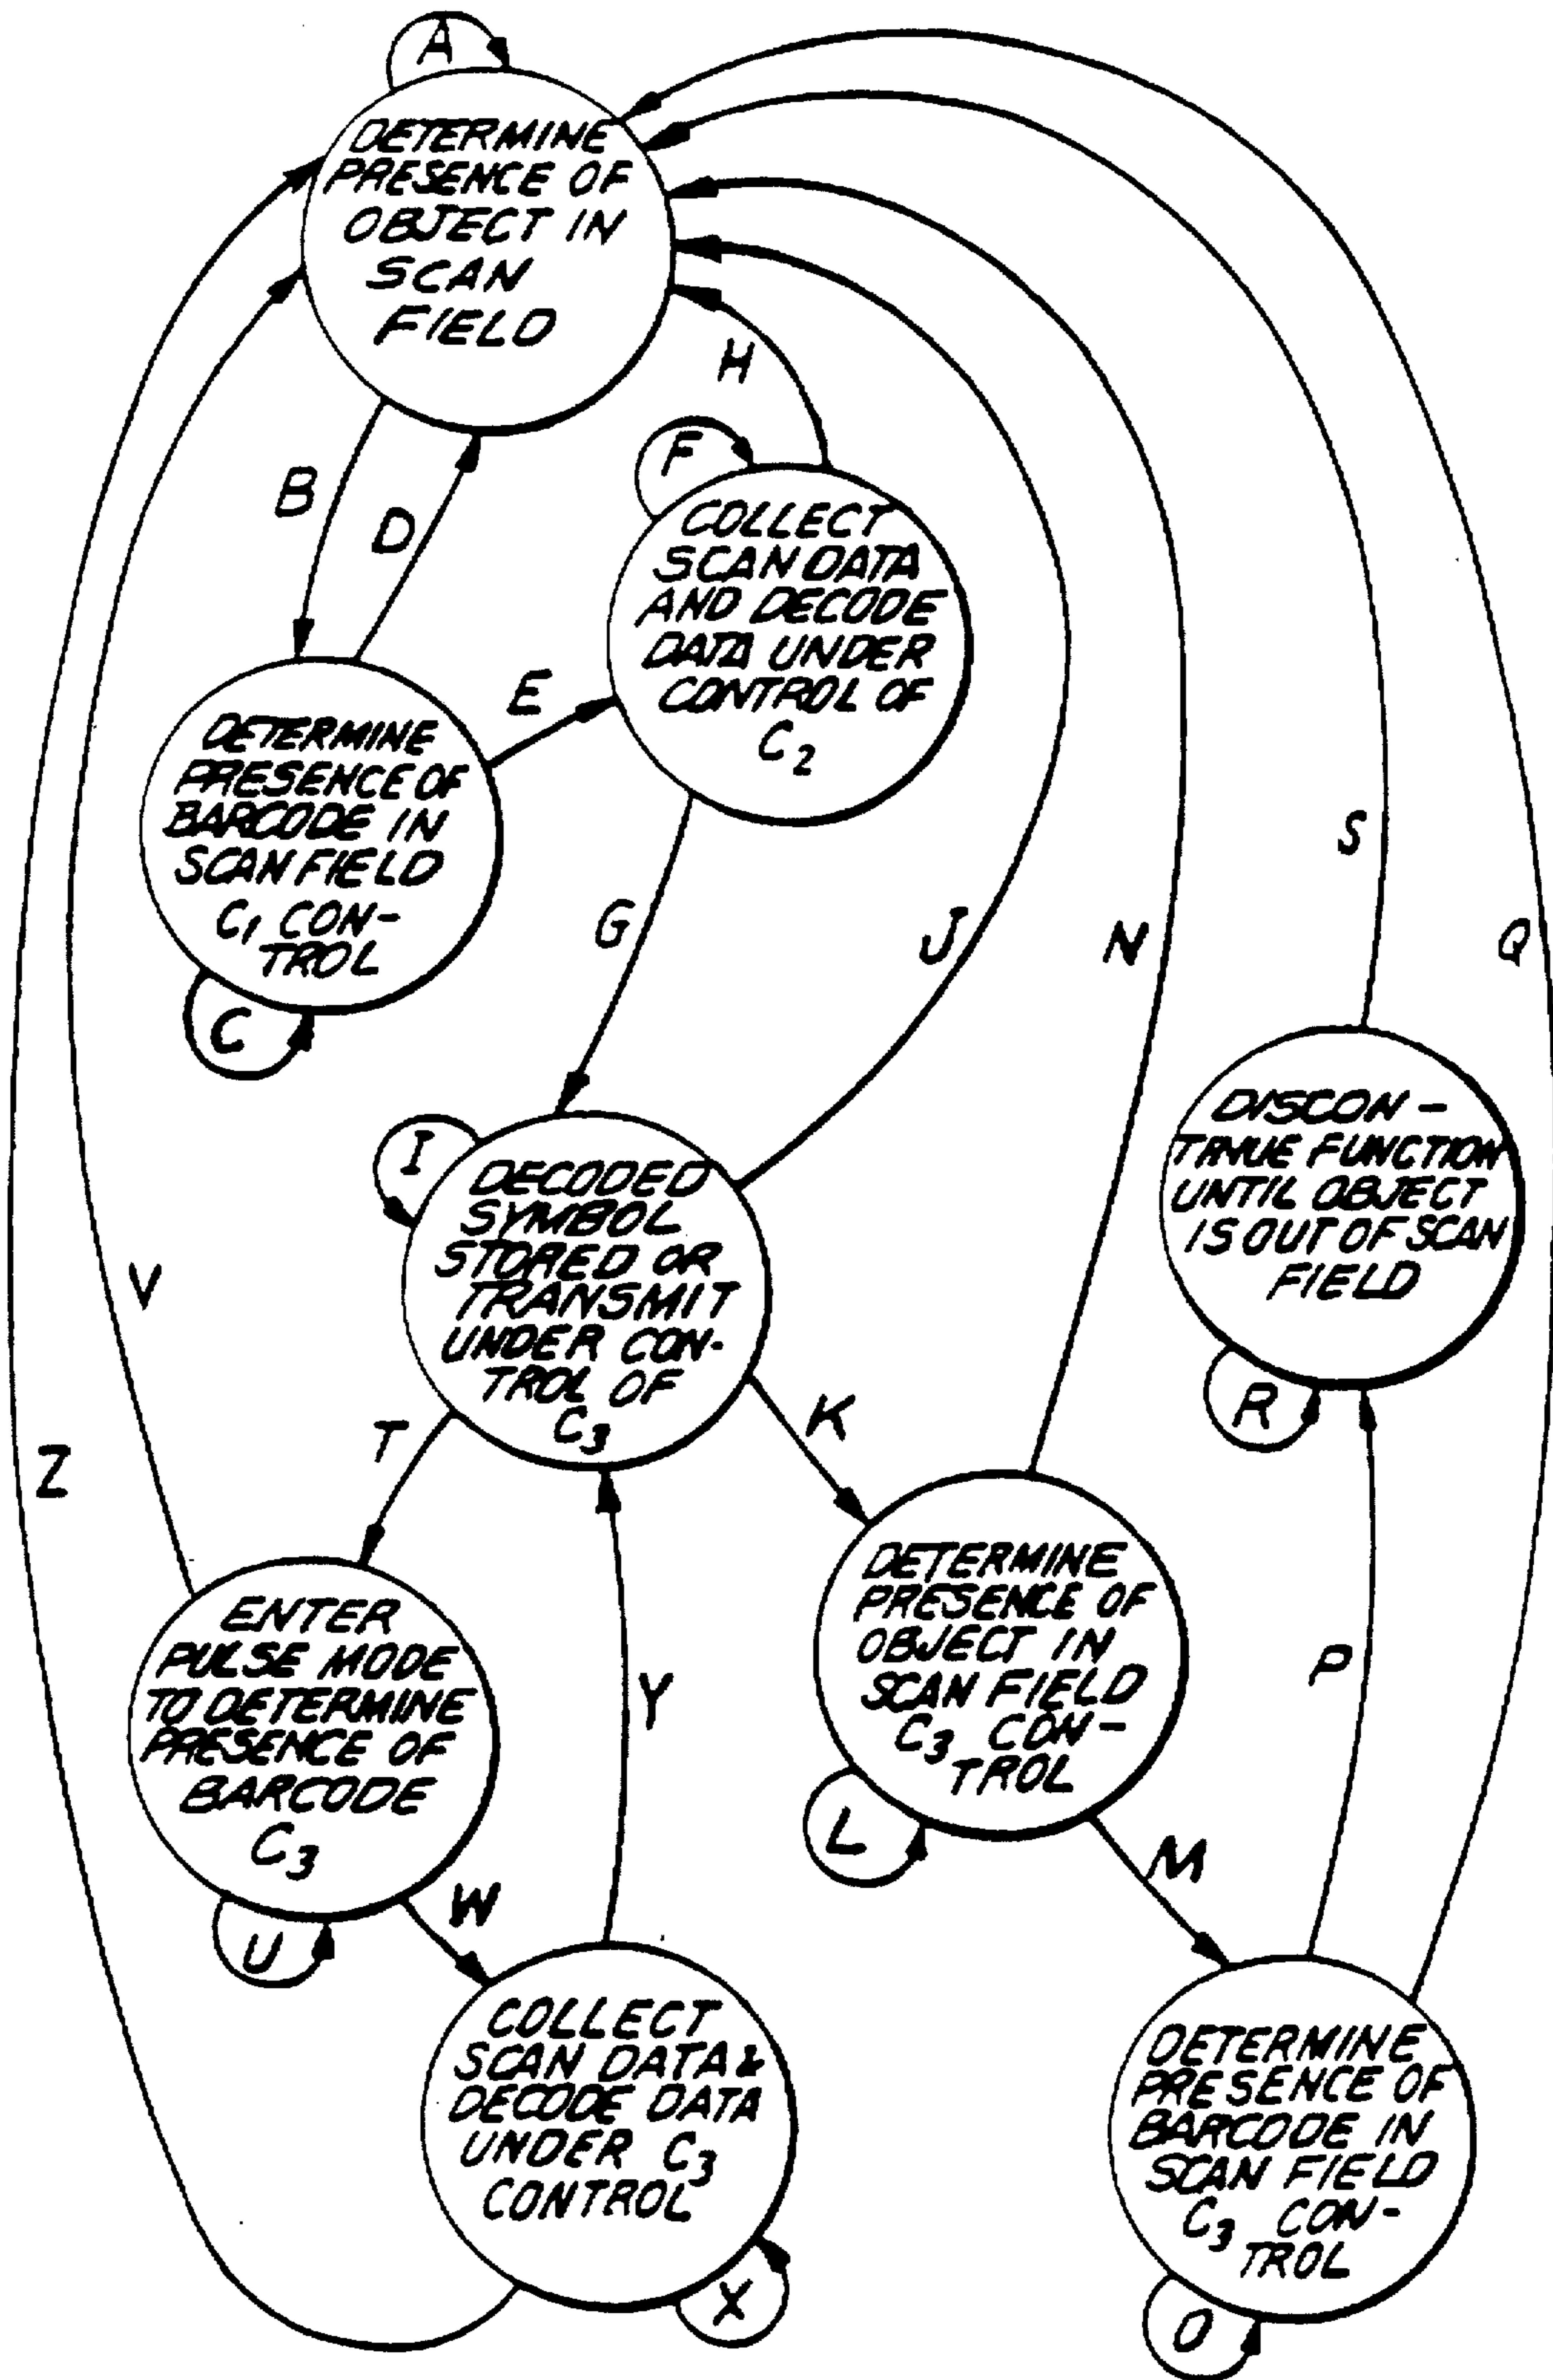 A
DETERMINE
PRESENCE OF
OBJECT IN
SCAN
FIELD
H
B
D
F
COLLECT
SCAN DATA
AND DECODE
DATA UNDER
CONTROL OF
C2
E
DETERMINE
PRESENCE OF
BARCODE IN
SCAN FIELD
C1 CON-
TROL
C
G
J
N
S
Q
I
DECODED
SYMBOL
STORED OR
TRANSMIT
UNDER CON-
TROL OF
C3
DISCON-
TINUE FUNCTION
UNTIL OBJECT
IS OUT OF SCAN
FIELD
R
V
Z
T
K
ENTER
PULSE MODE
TO DETERMINE
PRESENCE OF
BARCODE
C3
U
W
Y
DETERMINE
PRESENCE OF
OBJECT IN
SCAN FIELD
C3 CON-
TROL
L
M
P
COLLECT
SCAN DATA &
DECODE DATA
UNDER C3
CONTROL
X
DETERMINE
PRESENCE OF
BARCODE IN
SCAN FIELD
C3 CON-
TROL
O